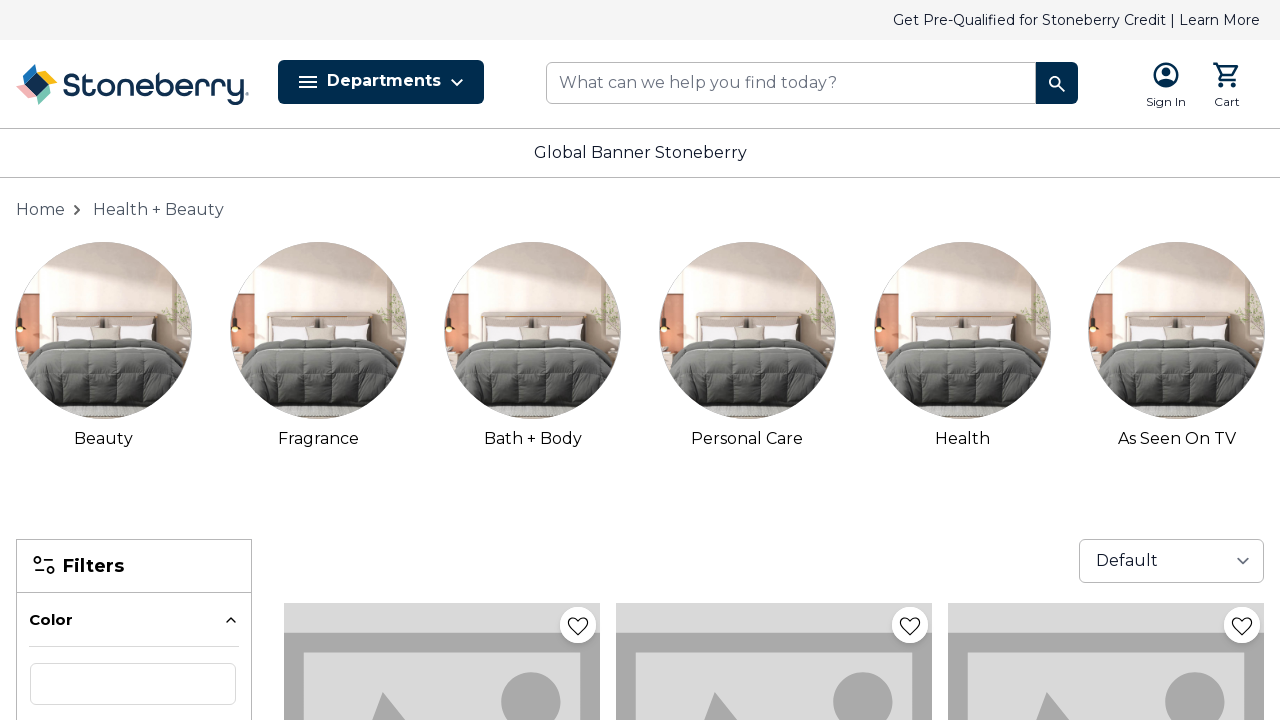 Get Pre-Qualified for Stoneberry Credit | Learn More
Stoneberry
Departments
What can we help you find today?
Sign In
Cart
Global Banner Stoneberry
Home
Health + Beauty
Beauty
Fragrance
Bath + Body
Personal Care
Health
As Seen On TV
Filters
Default
Color